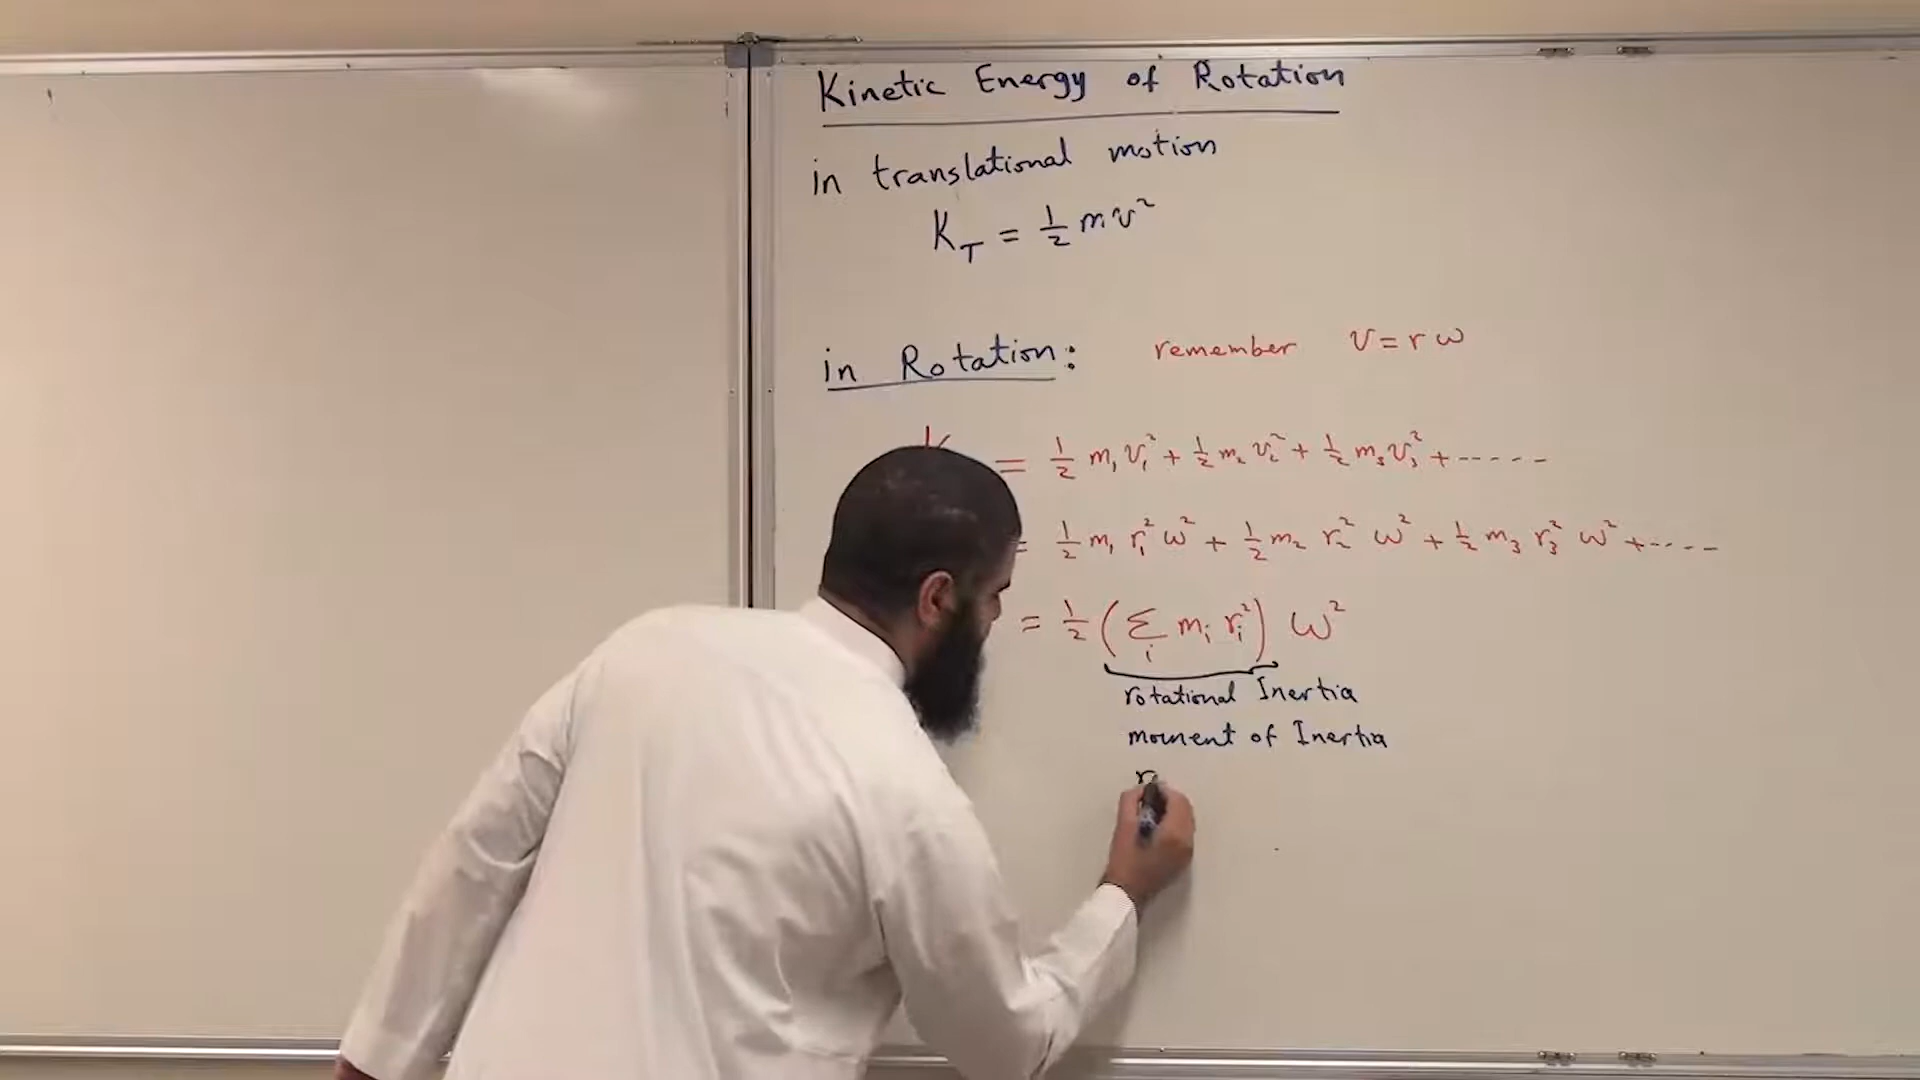 Kinetic Energy of Rotation
in translational motion
K_T = 1/2 m v²
in Rotation: remember v = r ω
= 1/2 m₁ v₁² + 1/2 m₂ v₂² + 1/2 m₃ v₃² + -----
= 1/2 m₁ r₁² ω² + 1/2 m₂ r₂² ω² + 1/2 m₃ r₃² ω² + ----
= 1/2 (Σᵢ mᵢ rᵢ²) ω²
rotational Inertia
moment of Inertia
r